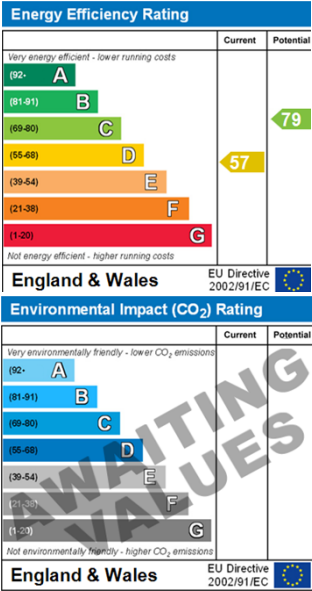 Energy Efficiency Rating
Current Potential
Very energy efficient - lower running costs
(92+ A
(81-91) B
(69-80) C
(55-68) D
(39-54) E
(21-38) F
(1-20) G
79
57
Not energy efficient - higher running costs
England & Wales
EU Directive
2002/91/EC
Environmental Impact (CO₂) Rating
Current Potential
Very environmentally friendly - lower CO₂ emissions
(92+ A
(81-91) B
(69-80) C
(55-68) D
(39-54) E
(21-38) F
(1-20) G
AWAITING
VALUES
Not environmentally friendly - higher CO₂ emissions
England & Wales
EU Directive
2002/91/EC